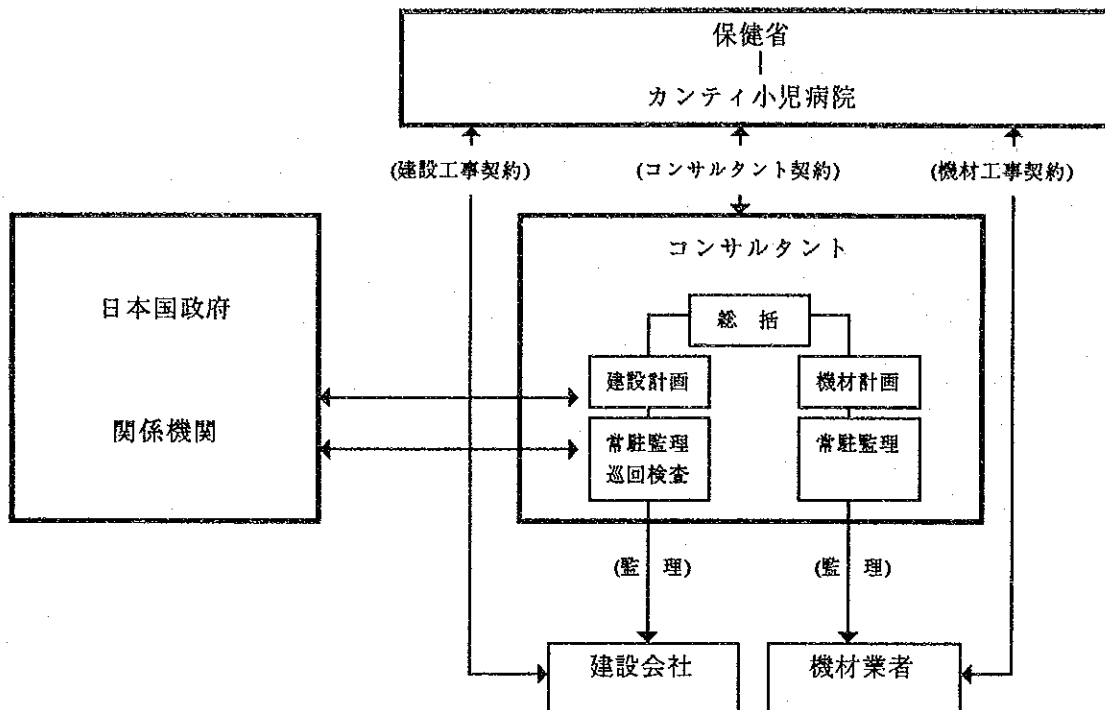 保健省
カンティ小児病院
(建設工事契約)
(コンサルタント契約)
(機材工事契約)
コンサルタント
日本国政府
総 括
建設計画
機材計画
関係機関
常駐監理
巡回検査
常駐監理
(監 理)
(監 理)
建設会社
機材業者